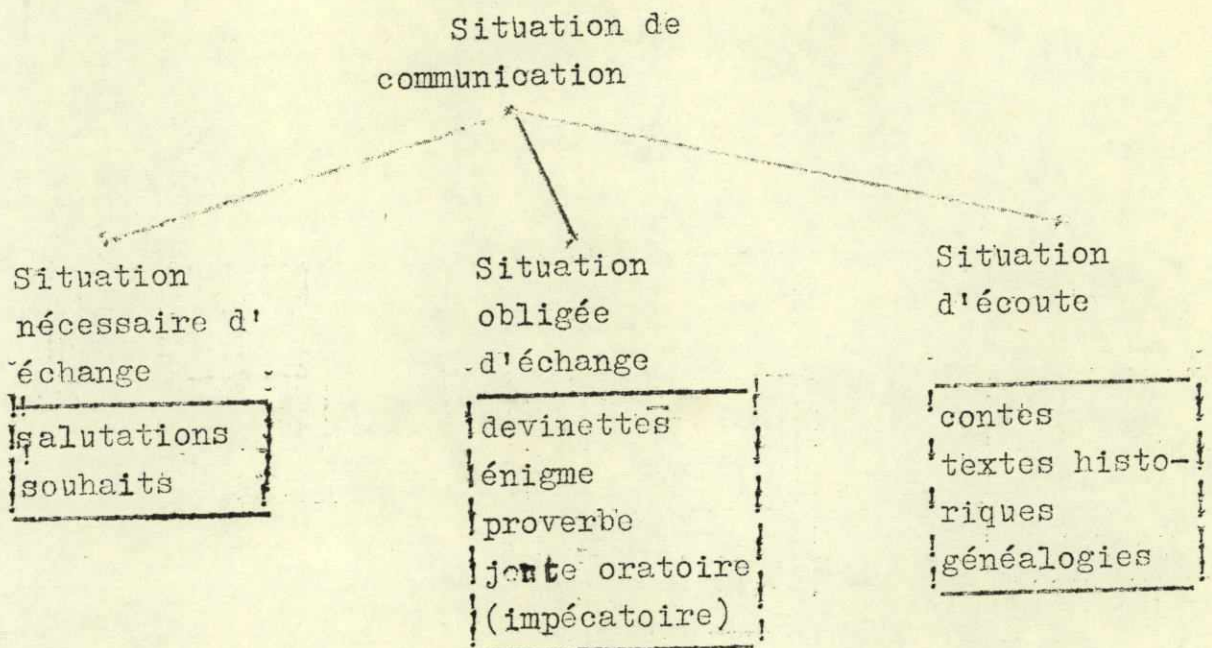 Situation de
communication
Situation
nécessaire d'
échange
salutations
souhaits
Situation
obligée
d'échange
devinettes
énigme
proverbe
joute oratoire
(impécatoire)
Situation
d'écoute
contes
textes histo-
riques
généalogies